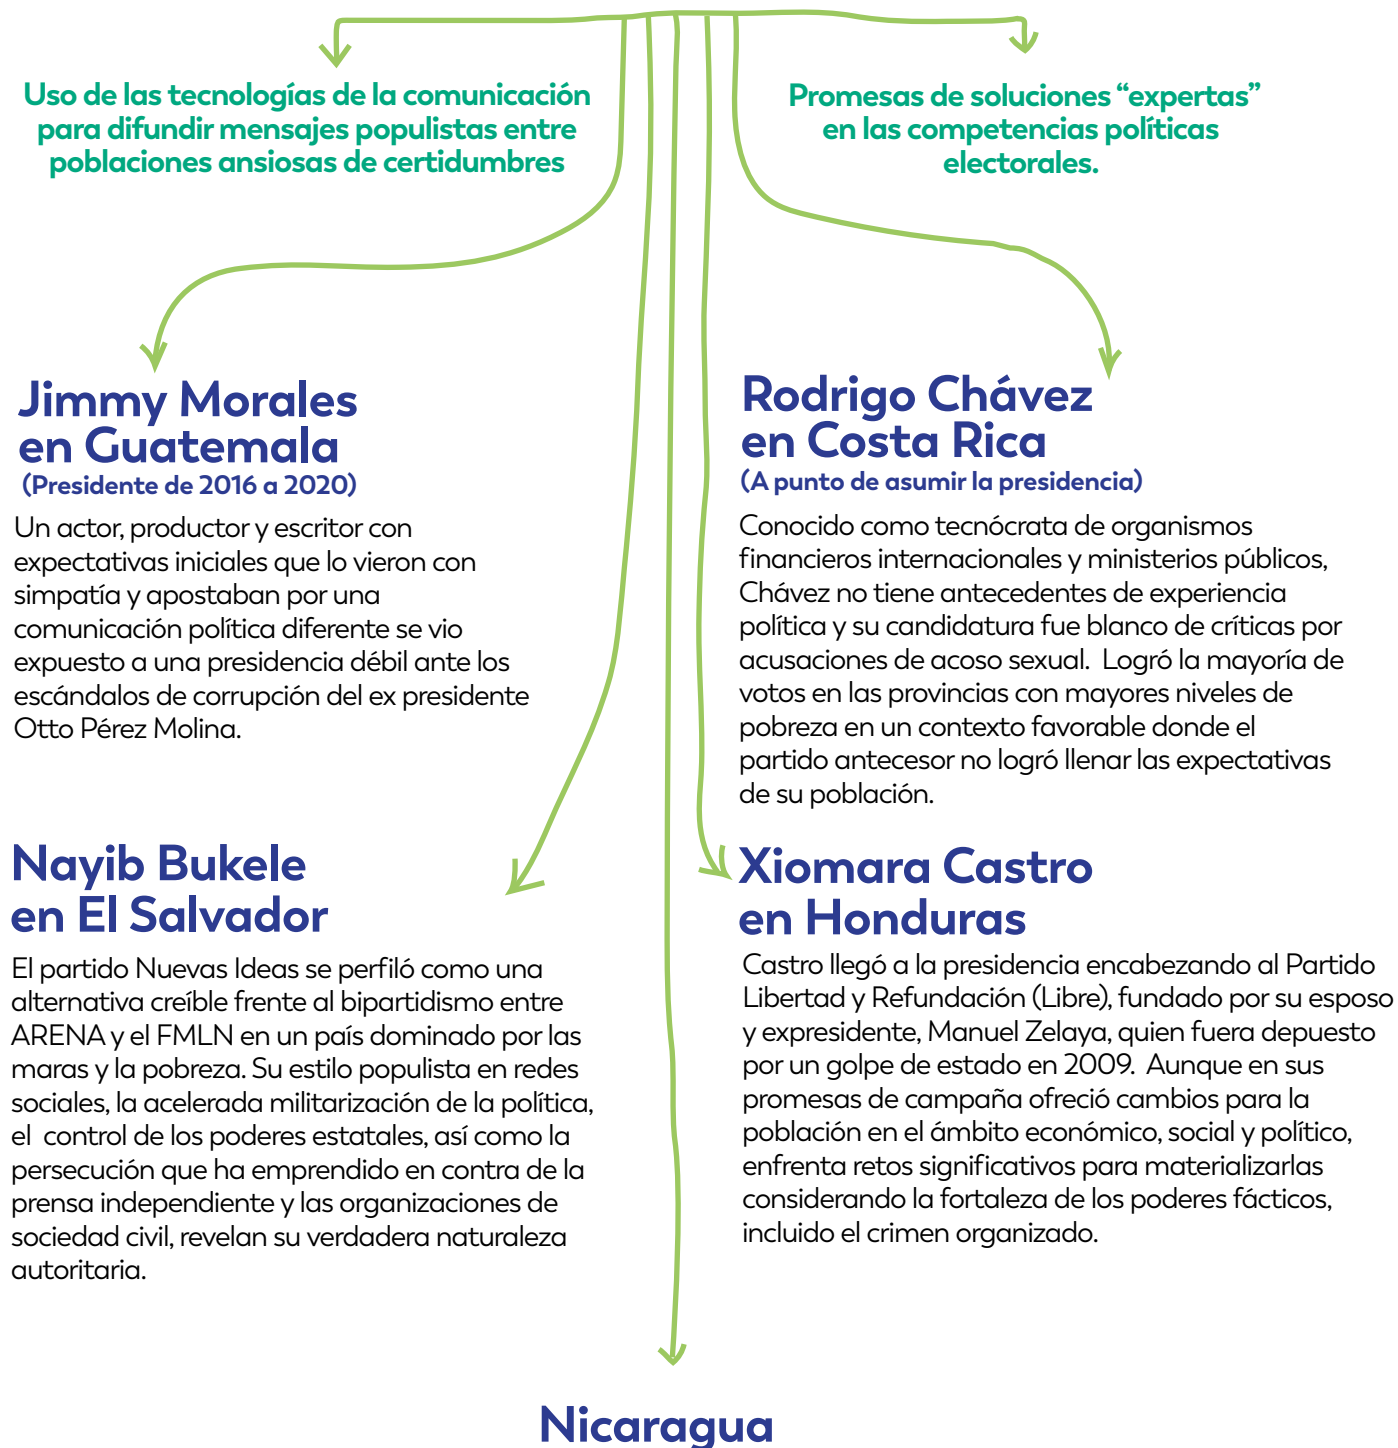 Uso de las tecnologías de la comunicación
para difundir mensajes populistas entre
poblaciones ansiosas de certidumbres
Promesas de soluciones “expertas”
en las competencias políticas
electorales.
Jimmy Morales
en Guatemala
(Presidente de 2016 a 2020)
Un actor, productor y escritor con
expectativas iniciales que lo vieron con
simpatía y apostaban por una
comunicación política diferente se vio
expuesto a una presidencia débil ante los
escándalos de corrupción del ex presidente
Otto Pérez Molina.
Rodrigo Chávez
en Costa Rica
(A punto de asumir la presidencia)
Conocido como tecnócrata de organismos
financieros internacionales y ministerios públicos,
Chávez no tiene antecedentes de experiencia
política y su candidatura fue blanco de críticas por
acusaciones de acoso sexual.  Logró la mayoría de
votos en las provincias con mayores niveles de
pobreza en un contexto favorable donde el
partido antecesor no logró llenar las expectativas
de su población.
Nayib Bukele
en El Salvador
El partido Nuevas Ideas se perfiló como una
alternativa creíble frente al bipartidismo entre
ARENA y el FMLN en un país dominado por las
maras y la pobreza. Su estilo populista en redes
sociales, la acelerada militarización de la política,
el  control de los poderes estatales, así como la
persecución que ha emprendido en contra de la
prensa independiente y las organizaciones de
sociedad civil, revelan su verdadera naturaleza
autoritaria.
Xiomara Castro
en Honduras
Castro llegó a la presidencia encabezando al Partido
Libertad y Refundación (Libre), fundado por su esposo
y expresidente, Manuel Zelaya, quien fuera depuesto
por un golpe de estado en 2009.  Aunque en sus
promesas de campaña ofreció cambios para la
población en el ámbito económico, social y político,
enfrenta retos significativos para materializarlas
considerando la fortaleza de los poderes fácticos,
incluido el crimen organizado.
Nicaragua